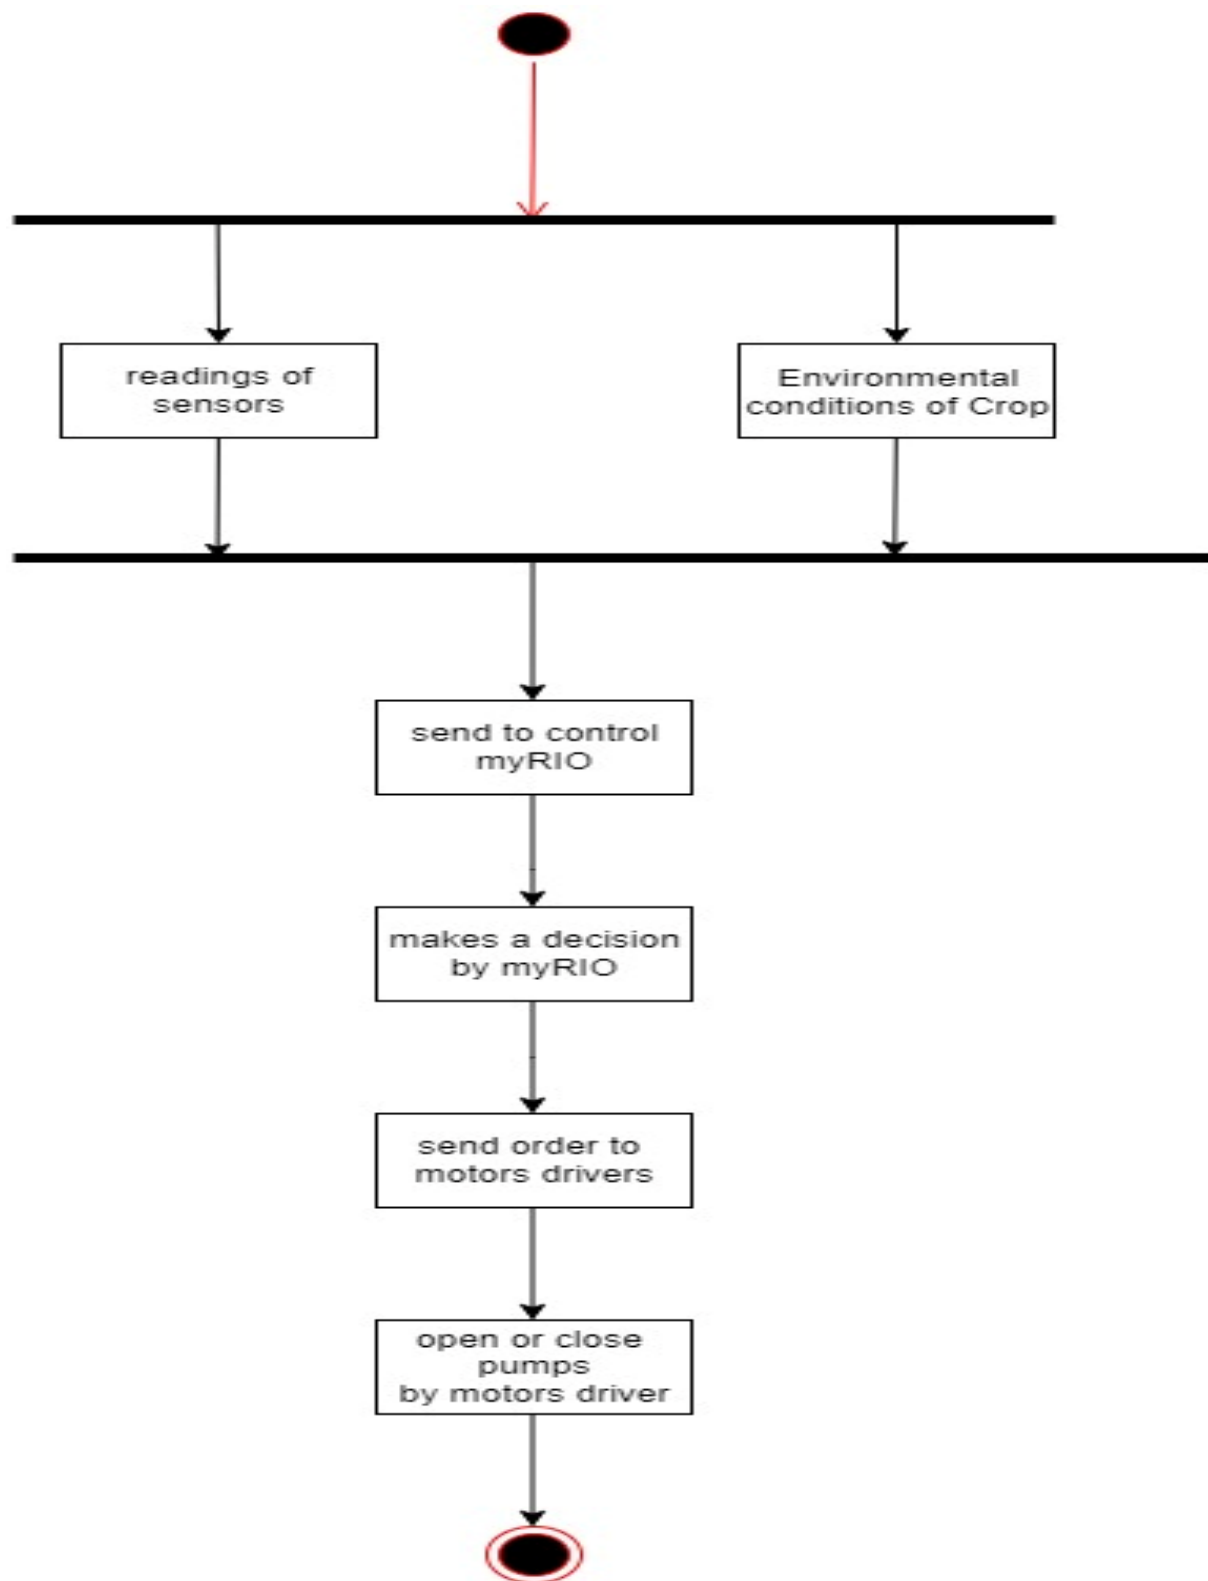 readings of
sensors
Environmental
conditions of Crop
send to control
myRIO
makes a decision
by myRIO
send order to
motors drivers
open or close
pumps
by motors driver